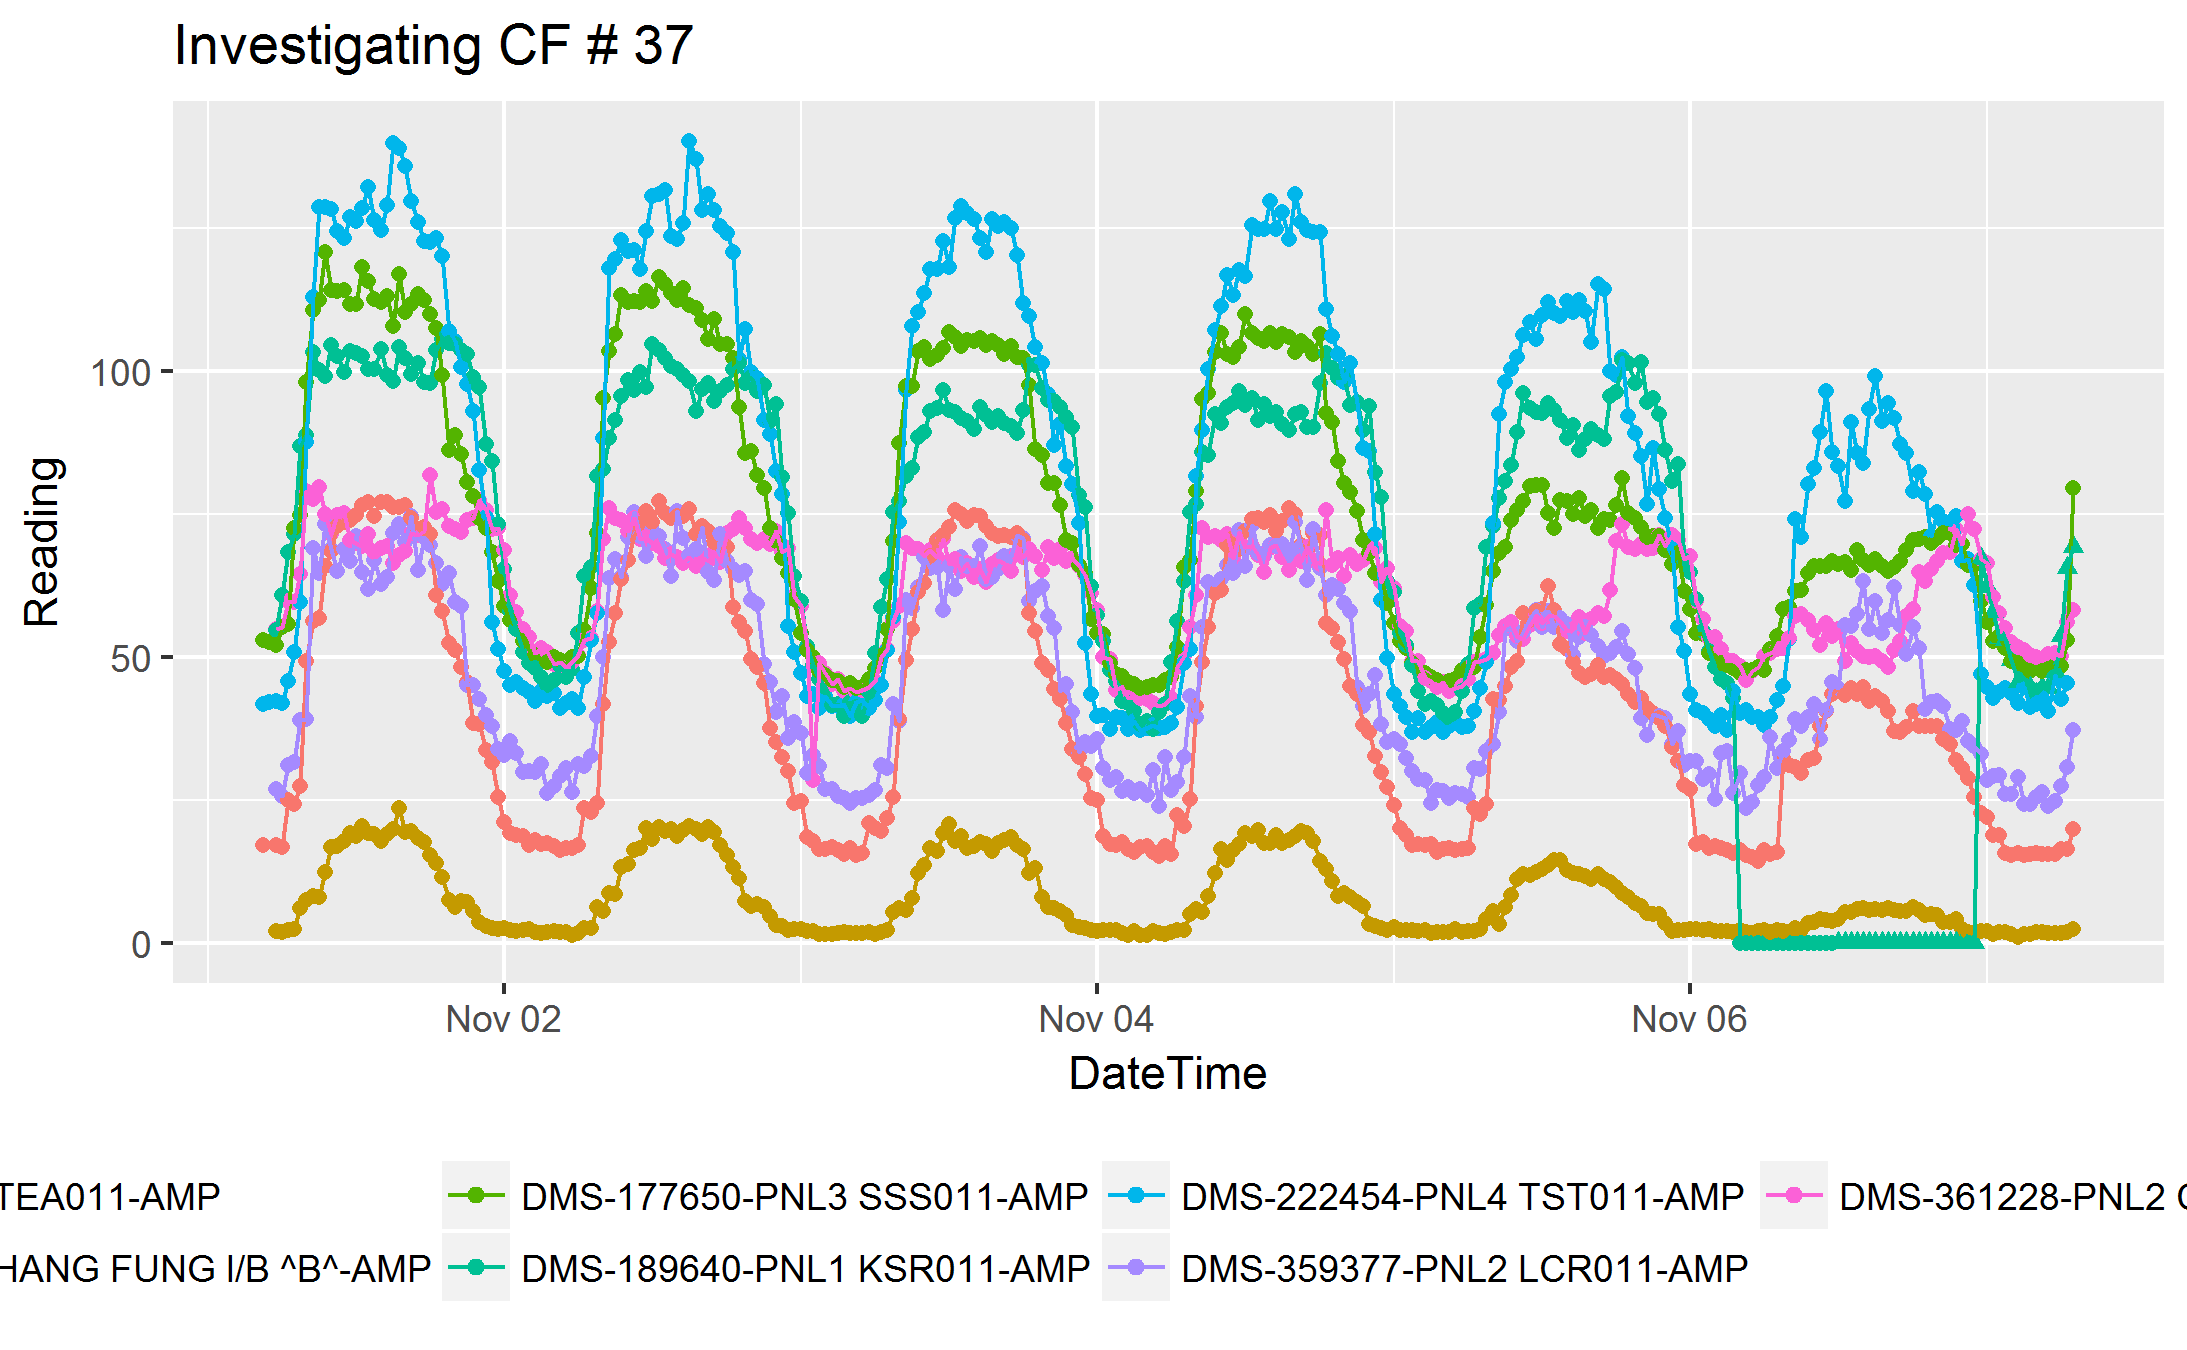 Investigating CF # 37
Reading
100
50
0
Nov 02 Nov 04 Nov 06
DateTime
TEA011-AMP DMS-177650-PNL3 SSS011-AMP DMS-222454-PNL4 TST011-AMP DMS-361228-PNL2
HANG FUNG I/B ^B^-AMP DMS-189640-PNL1 KSR011-AMP DMS-359377-PNL2 LCR011-AMP